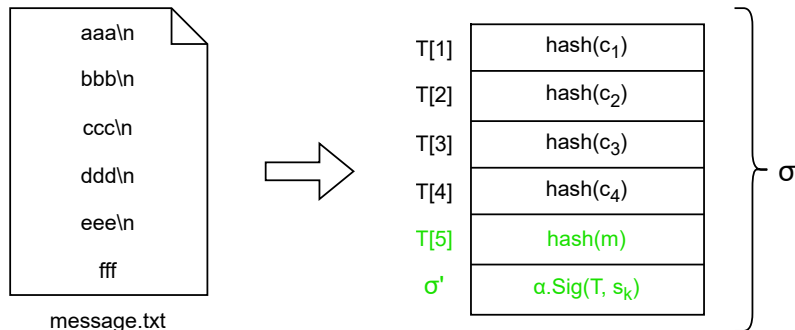 aaa\n
bbb\n
ccc\n
ddd\n
eee\n
fff
message.txt
T[1] hash(c₁)
T[2] hash(c₂)
T[3] hash(c₃)
T[4] hash(c₄)
T[5] hash(m)
σ' α.Sig(T, sₖ)
σ